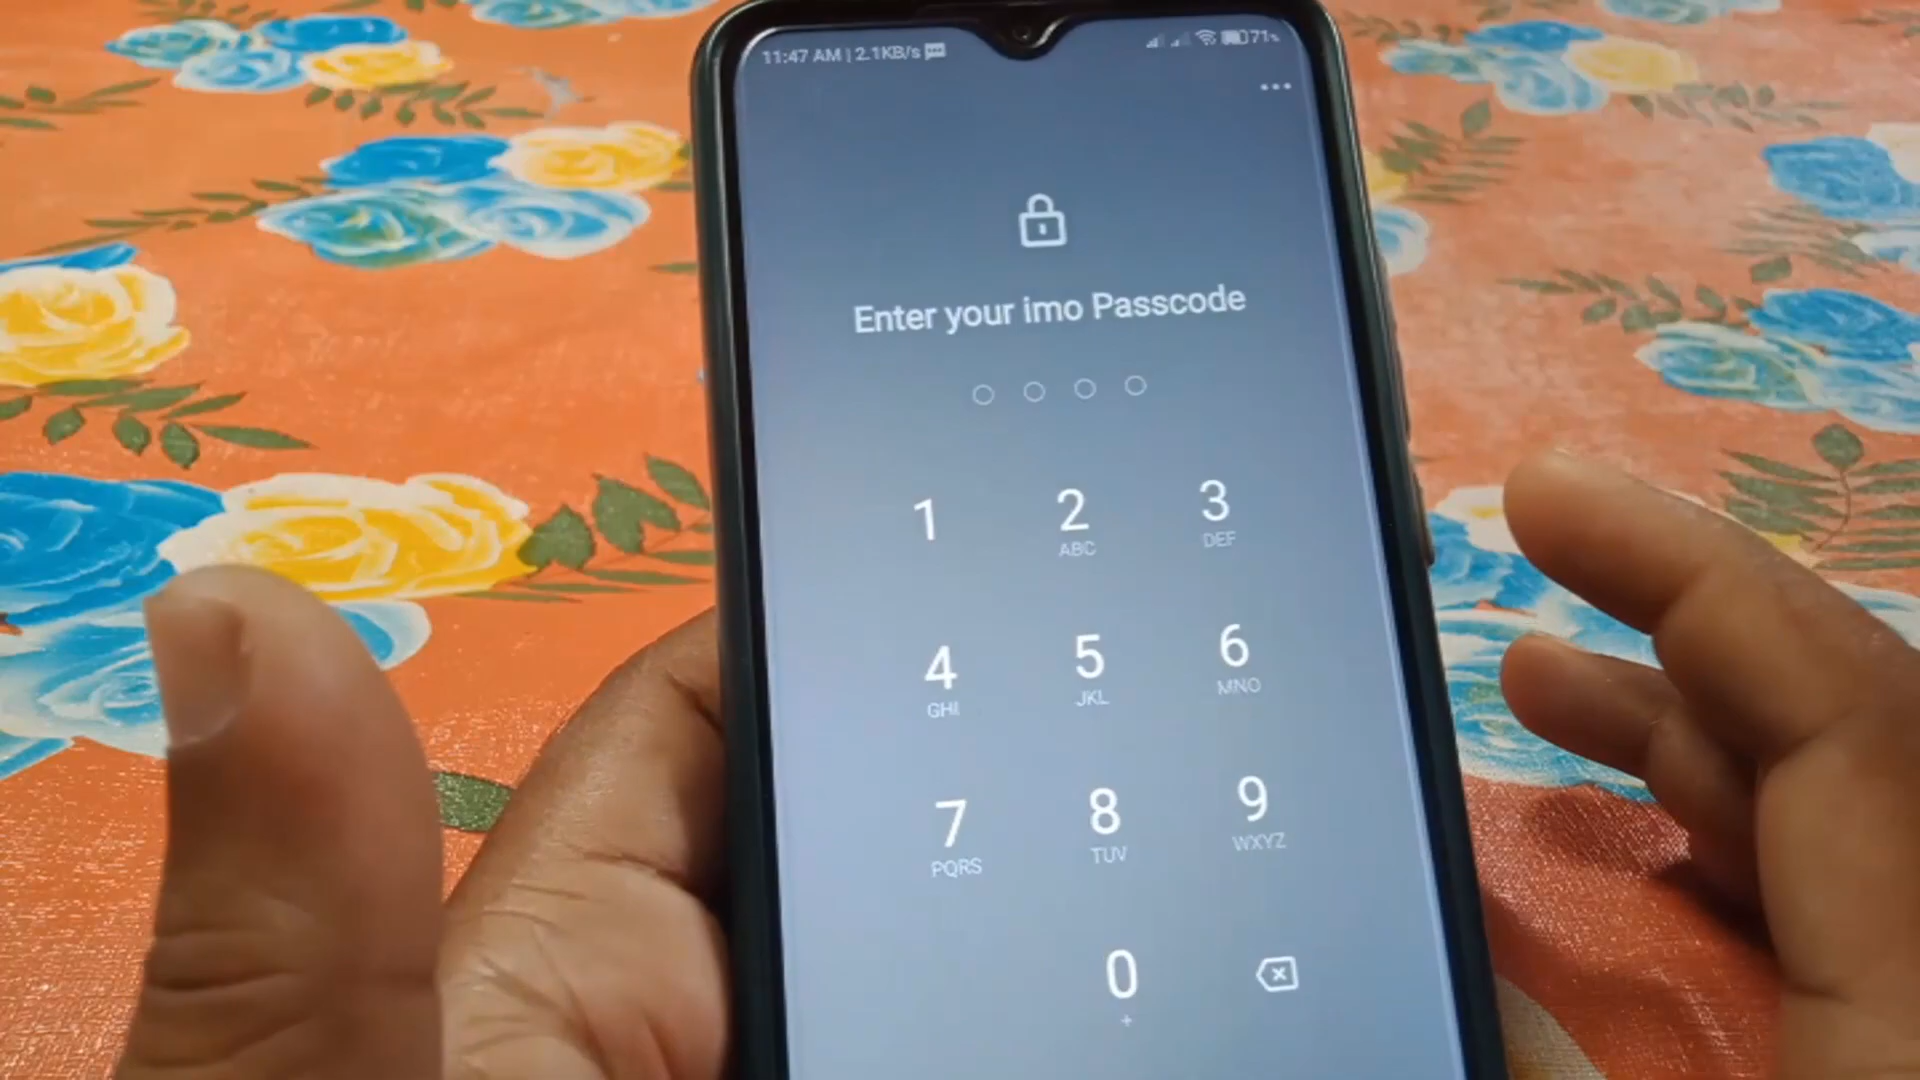 11:47 AM | 2.1KB/s
71%
Enter your imo Passcode
1 2 3
ABC DEF
4 5 6
GHI JKL MNO
7 8 9
PQRS TUV WXYZ
0
+